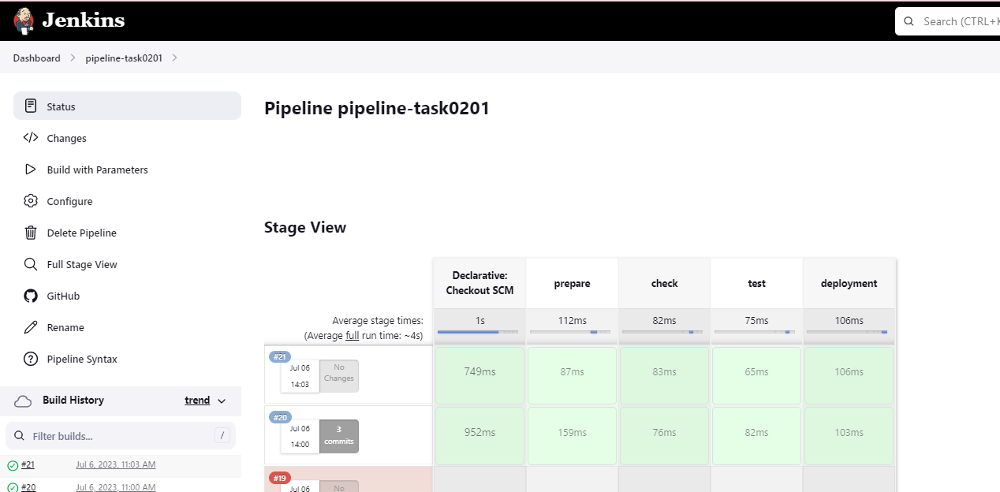 Jenkins
Search (CTRL+K
Dashboard
pipeline-task0201
Status
Changes
Build with Parameters
Configure
Delete Pipeline
Full Stage View
GitHub
Rename
Pipeline Syntax
Build History
trend
Filter builds...
/
#21
Jul 6, 2023, 11:03 AM
#20
Jul 6, 2023, 11:00 AM
Pipeline pipeline-task0201
Stage View
Declarative:
Checkout SCM
prepare
check
test
deployment
Average stage times:
(Average full run time: ~4s)
1s
112ms
82ms
75ms
106ms
#21
Jul 06
14:03
No
Changes
749ms
87ms
83ms
65ms
106ms
#20
Jul 06
14:00
3
commits
952ms
159ms
76ms
82ms
103ms
#19
Jul 06
No